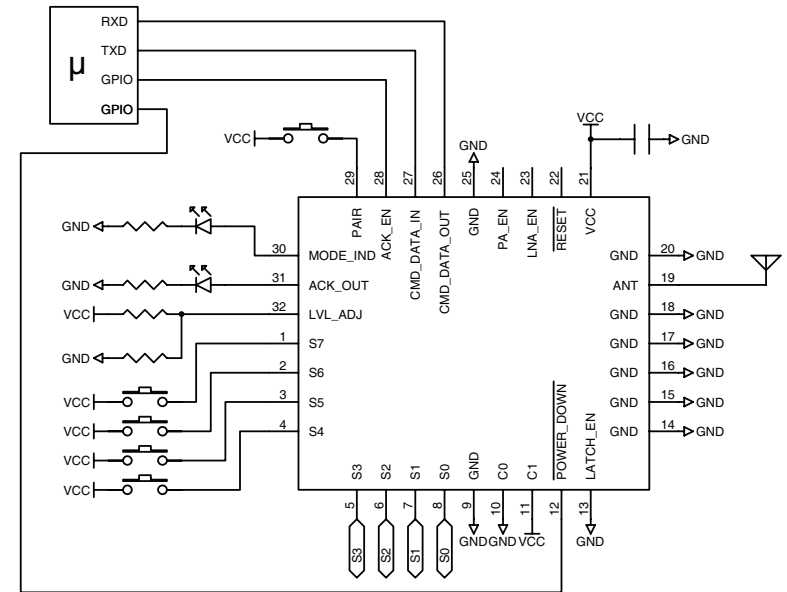 RXD
TXD
μ
GPIO
GPIO
VCC
GND
VCC
GND
29
28
27
26
25
24
23
22
21
PAIR
ACK_EN
CMD_DATA_IN
CMD_DATA_OUT
GND
PA_EN
LNA_EN
RESET
VCC
GND
30
MODE_IND
GND
31
ACK_OUT
VCC
32
LVL_ADJ
GND
1
S7
VCC
2
S6
VCC
3
S5
VCC
4
S4
VCC
GND
20
GND
ANT
19
GND
18
GND
GND
17
GND
GND
16
GND
GND
15
GND
GND
14
GND
S3
S2
S1
S0
GND
C0
C1
POWER_DOWN
LATCH_EN
5
6
7
8
9
10
11
12
13
S3
S2
S1
S0
GND
GND
VCC
GND